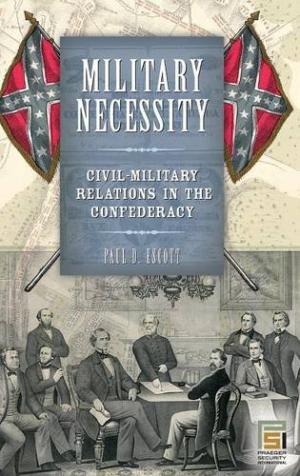 MILITARY
NECESSITY
CIVIL-MILITARY
RELATIONS IN THE
CONFEDERACY
PAUL D. ESCOTT
PSI
PRAEGER
SECURITY
INTERNATIONAL